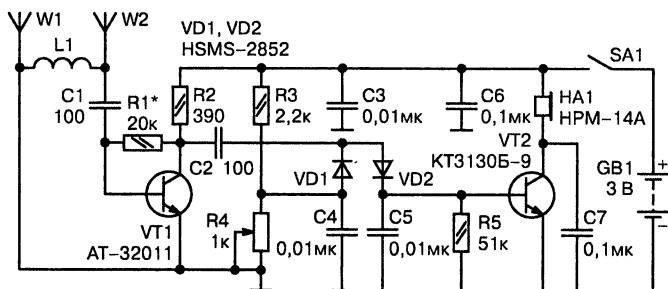 W1
W2
L1
VD1, VD2
HSMS-2852
SA1
C1
100
R1*
20к
R2
390
R3
2,2к
C3
0,01мк
C6
0,1мк
HA1
HPM-14A
C2
100
VD1
VD2
VT2
КТ3130Б-9
GB1
3 В
+
−
VT1
AT-32011
R4
1к
C4
0,01мк
C5
0,01мк
R5
51к
C7
0,1мк